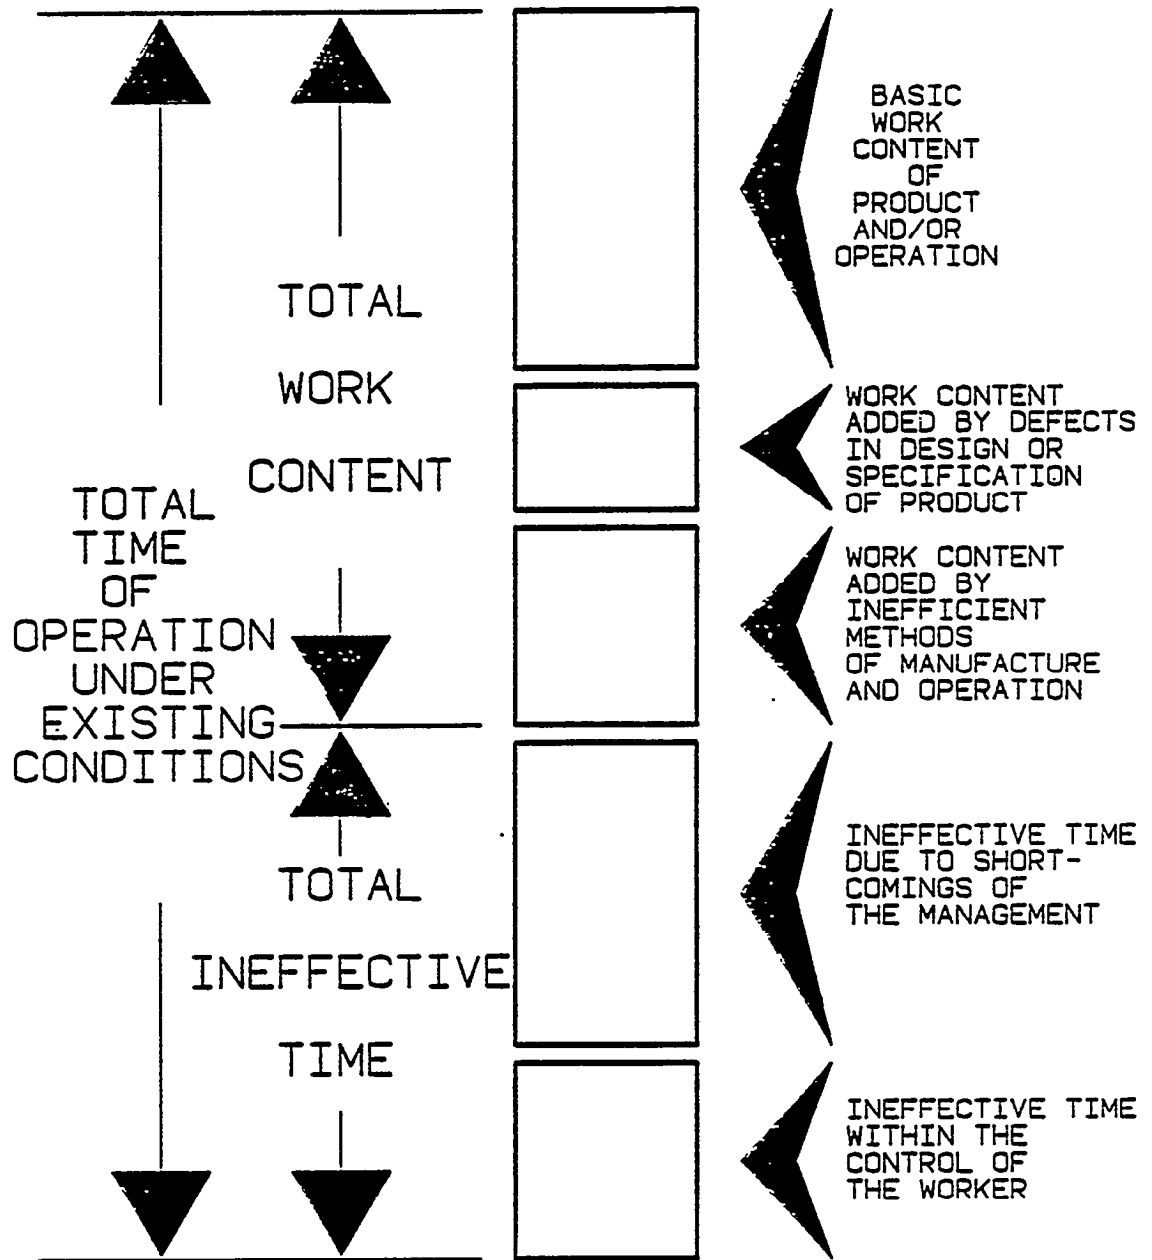 TOTAL
TIME
OF
OPERATION
UNDER
EXISTING
CONDITIONS
TOTAL
WORK
CONTENT
TOTAL
INEFFECTIVE
TIME
BASIC
WORK
CONTENT
OF
PRODUCT
AND/OR
OPERATION
WORK CONTENT
ADDED BY DEFECTS
IN DESIGN OR
SPECIFICATION
OF PRODUCT
WORK CONTENT
ADDED BY
INEFFICIENT
METHODS
OF MANUFACTURE
AND OPERATION
INEFFECTIVE TIME
DUE TO SHORT-
COMINGS OF
THE MANAGEMENT
INEFFECTIVE TIME
WITHIN THE
CONTROL OF
THE WORKER